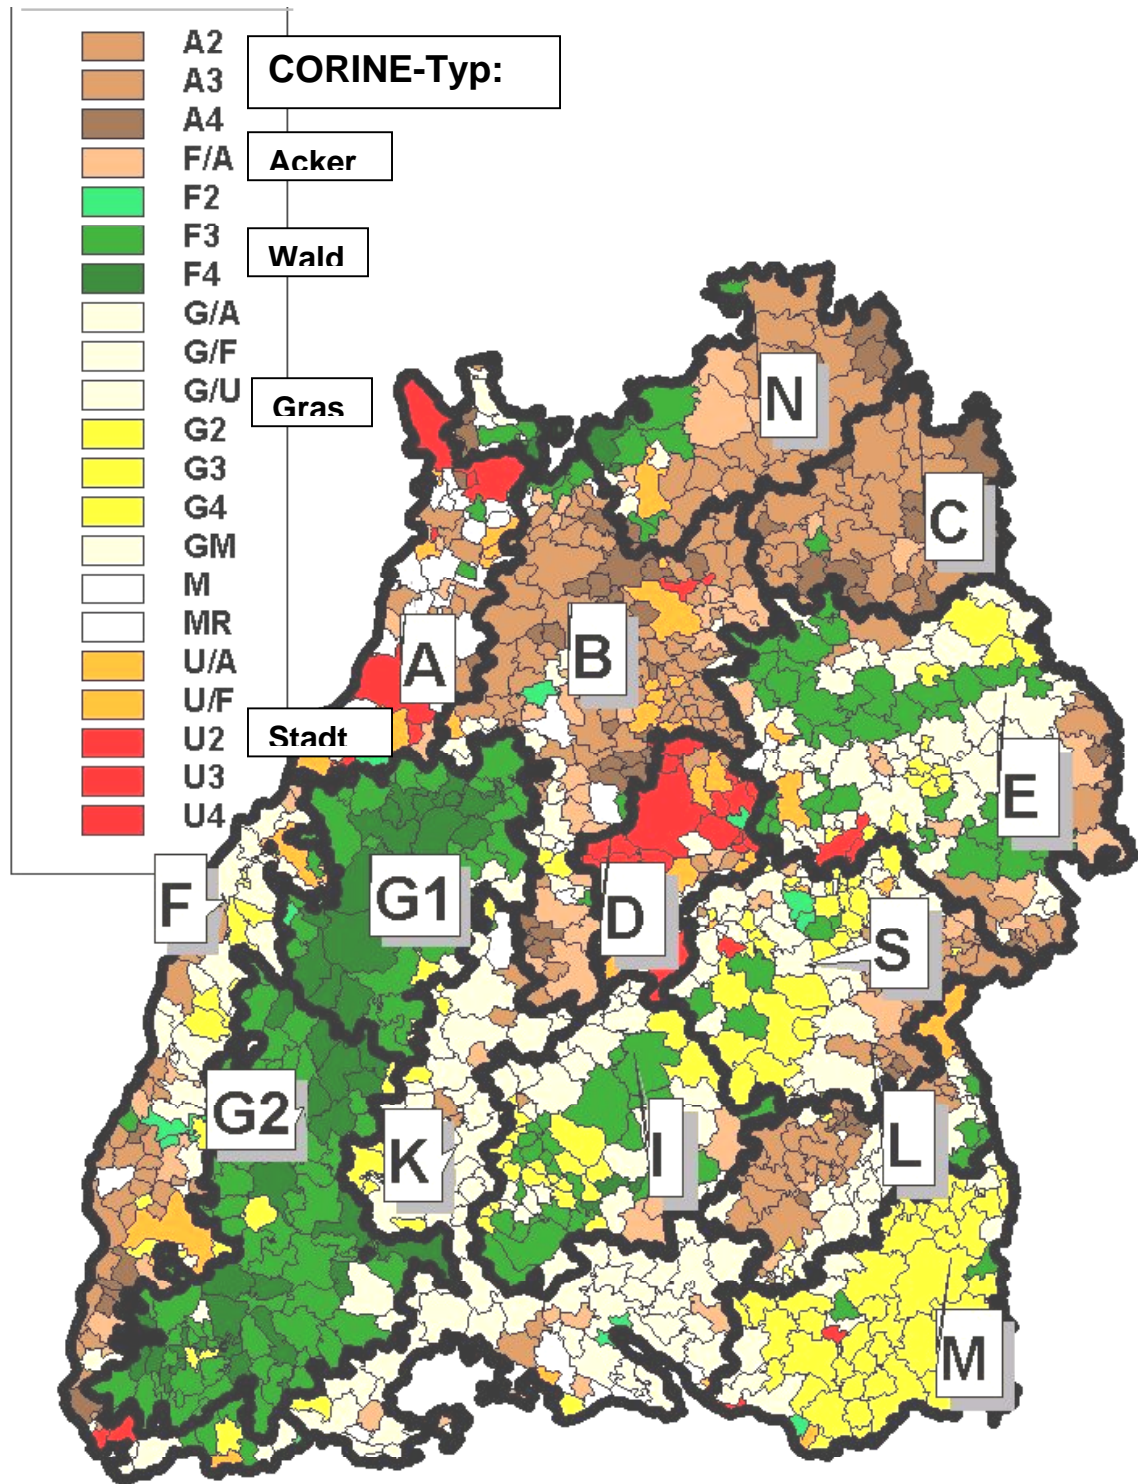 A2
CORINE-Typ:
A3
A4
F/A
Acker
F2
F3
Wald
F4
G/A
G/F
G/U
Gras
G2
G3
G4
GM
M
MR
U/A
U/F
U2
Stadt
U3
U4
N
C
A
B
E
F
G1
D
S
G2
K
I
L
M